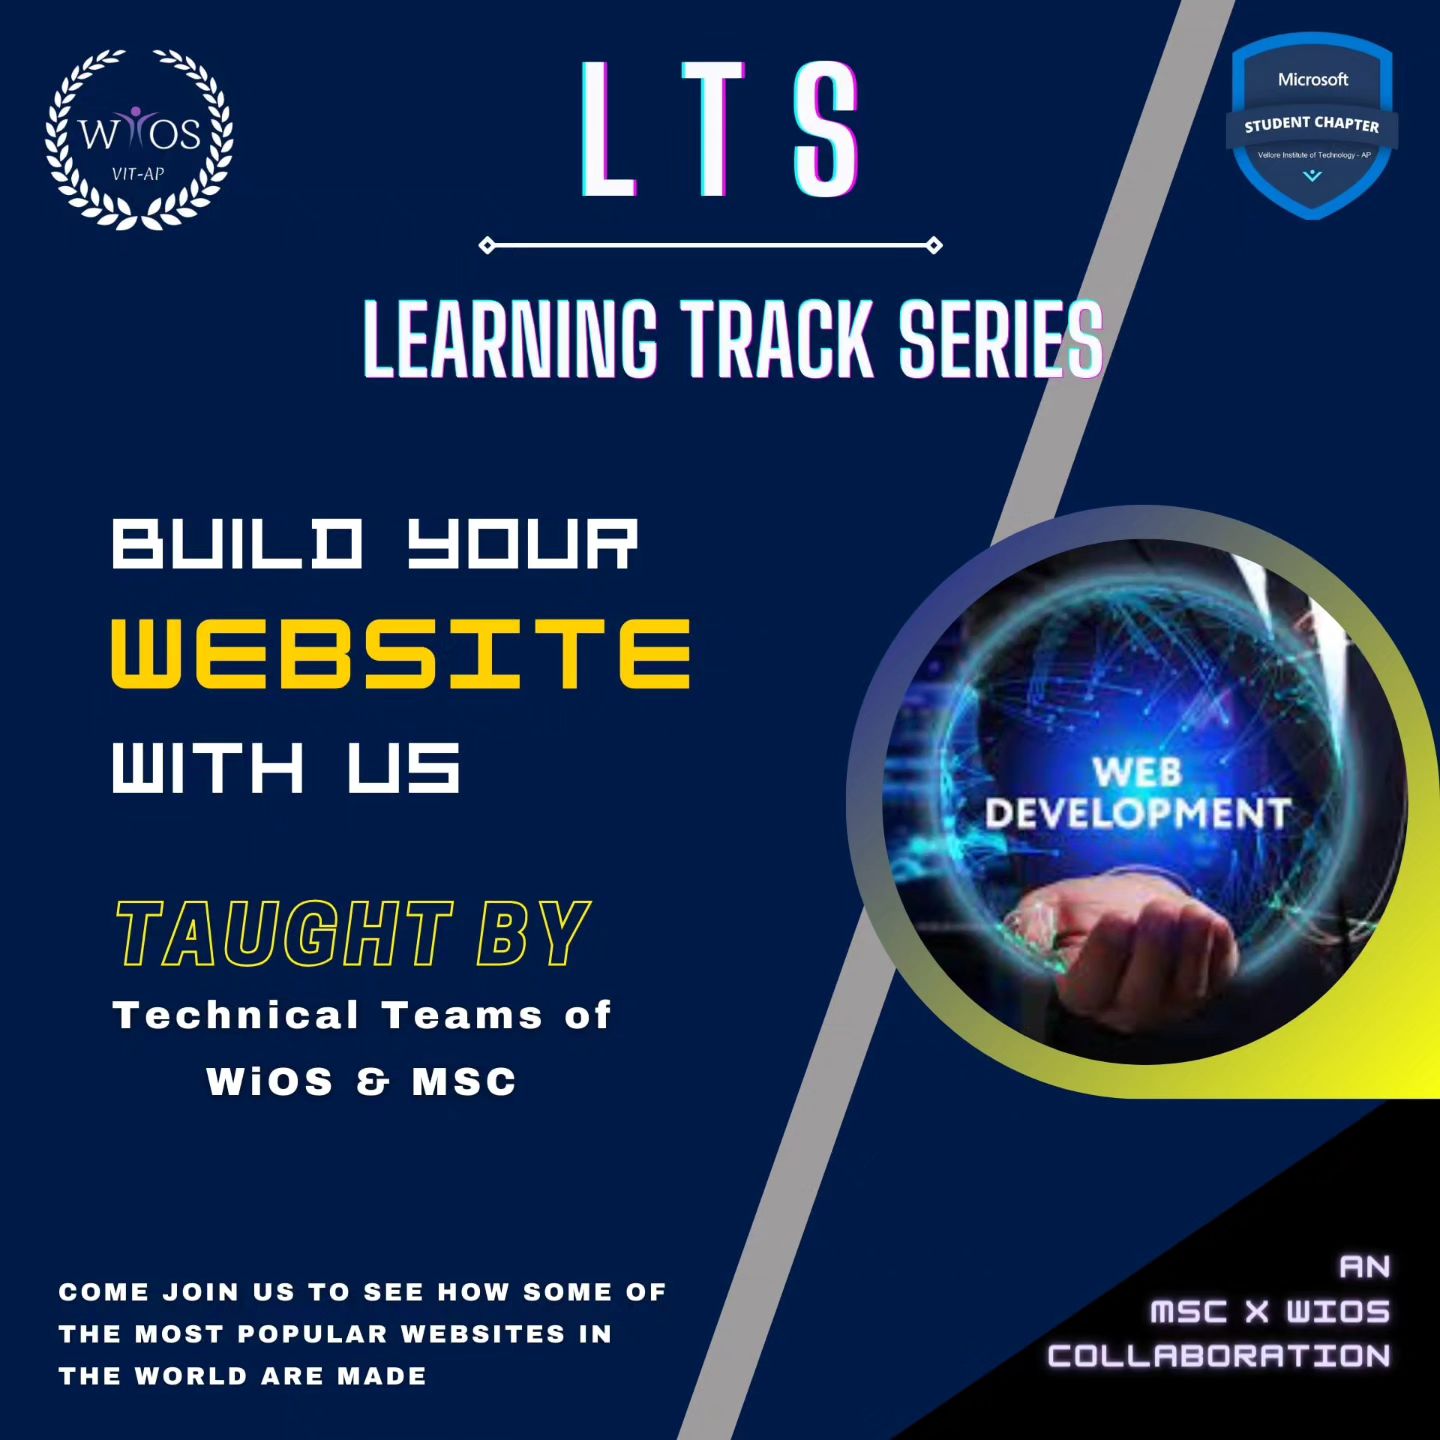 WiOS
VIT-AP
LTS
Microsoft
STUDENT CHAPTER
Vellore Institute of Technology - AP
LEARNING TRACK SERIES
BUILD YOUR
WEBSITE
WITH US
WEB
DEVELOPMENT
TAUGHT BY
Technical Teams of
WiOS & MSC
COME JOIN US TO SEE HOW SOME OF
THE MOST POPULAR WEBSITES IN
THE WORLD ARE MADE
AN
MSC X WIOS
COLLABORATION